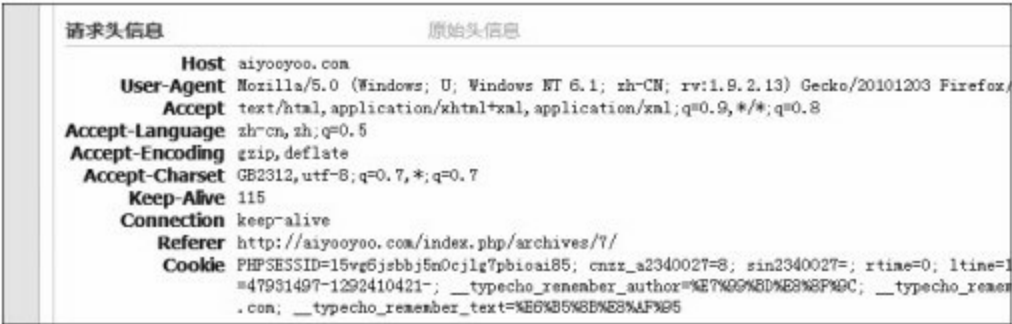 请求头信息 原始头信息
Host aiyooyoo.com
User-Agent Mozilla/5.0 (Windows; U; Windows NT 6.1; zh-CN; rv:1.9.2.13) Gecko/20101203 Firefox/
Accept text/html,application/xhtml+xml,application/xml;q=0.9,*/*;q=0.8
Accept-Language zh-cn,zh;q=0.5
Accept-Encoding gzip,deflate
Accept-Charset GB2312,utf-8;q=0.7,*;q=0.7
Keep-Alive 115
Connection keep-alive
Referer http://aiyooyoo.com/index.php/archives/7/
Cookie PHPSESSID=15vg6jsbbj5m0cjlg7pbioai85; cnzz_a2340027=8; sin2340027=; rtime=0; ltime=1
=47931497-1292410421-; __typecho_remember_author=%E7%99%BD%E8%8F%9C; __typecho_remem
.com; __typecho_remember_text=%E6%B5%8B%E8%AF%95